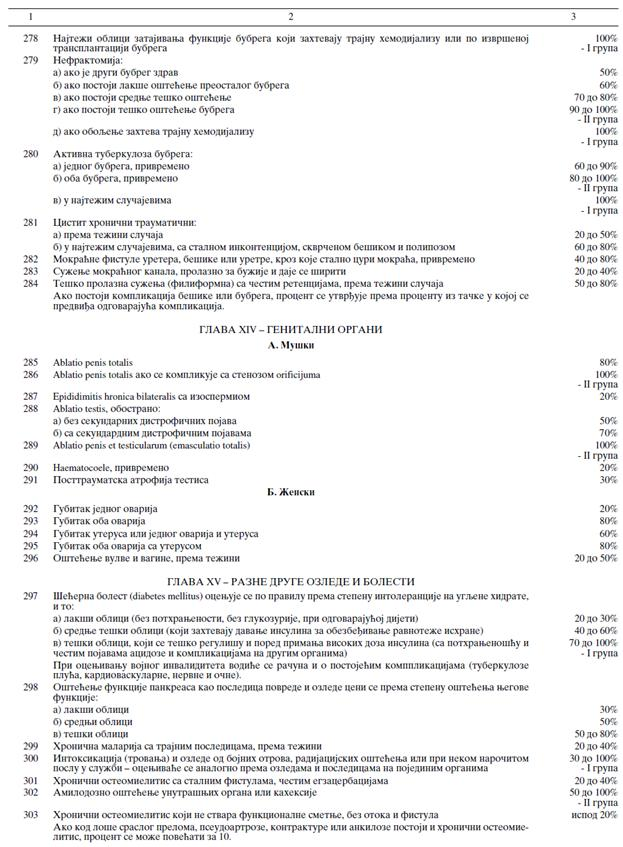 1 2 3
278 Најтежи облици затајивања функције бубрега који захтевају трајну хемодијализу или по извршеној 100%
трансплантацији бубрега - I група
279 Нефрактомија:
а) ако је други бубрег здрав 50%
б) ако постоји лакше оштећење преосталог бубрега 60%
в) ако постоји средње тешко оштећење 70 до 80%
г) ако постоји тешко оштећење бубрега 90 до 100%
- II група
д) ако обољење захтева трајну хемодијализу 100%
- I група
280 Активна туберкулоза бубрега:
а) једног бубрега, привремено 60 до 90%
б) оба бубрега, привремено 80 до 100%
- II група
в) у најтежим случајевима 100%
- I група
281 Цистит хронични трауматични:
а) према тежини случаја 20 до 50%
б) у најтежим случајевима, са сталном инконтенцијом, сквърченом бешиком и полипозом 60 до 80%
282 Мокраћне фистуле уретера, бешике или уретре, кроз које стално цури мокраћа, привремено 40 до 80%
283 Сужење мокраћног канала, пролазно за бужије и даје се ширити 20 до 40%
284 Тешко пролазна сужења (филиформна) са честим ретенцијама, према тежини случаја 50 до 80%
Ако постоји компликација бешике или бубрега, процент се утврђује према проценту из тачке у којој се
предвиђа одговарајућа компликација.
ГЛАВА XIV – ГЕНИТАЛНИ ОРГАНИ
А. Мушки
285 Ablatio penis totalis 80%
286 Ablatio penis totalis ако се компликује са стенозом orificijuma 100%
- II група
287 Epididimitis hronica bilateralis са изоспермиом 20%
288 Ablatio testis, обострано:
а) без секундарних дистрофичних појава 50%
б) са секундардним дистрофичним појавама 70%
289 Ablatio penis et testicularum (emasculatio totalis) 100%
- II група
290 Haematocoele, привремено 20%
291 Посттрауматска атрофија тестиса 30%
Б. Женски
292 Губитак једног оварија 20%
293 Губитак оба оварија 80%
294 Губитак утеруса или једног оварија и утеруса 60%
295 Губитак оба оварија са утерусом 80%
296 Оштећење вулве и вагине, према тежини 20 до 50%
ГЛАВА XV – РАЗНЕ ДРУГЕ ОЗЛЕДЕ И БОЛЕСТИ
297 Шећерна болест (diabetes mellitus) оцењује се по правилу према степену интолеранције на угљене хидрате,
и то:
а) лакши облици (без потхрањености, без глукозурије, при одговарајућој дијети) 20 до 30%
б) средње тешки облици (који захтевају давање инсулина за обезбеђивање равнотеже исхране) 40 до 60%
в) тешки облици, који се тешко регулишу и поред примања високих доза инсулина (са потхрањеношћу и 70 до 100%
честим појавама ацидозе и компликацијама на другим органима) - I група
При оцењивању војног инвалидитета водиће се рачуна и о постојећим компликацијама (туберкулозе
плућа, кардиоваскуларне, нервне и очне).
298 Оштећење функције панкреаса као последица повреде и озледе цени се према степену оштећења његове
функције:
а) лакши облици 30%
б) средњи облици 50%
в) тешки облици 50 до 80%
299 Хронична маларија са трајним последицама, према тежини 20 до 40%
300 Интоксикација (тровања) и озледе од бојних отрова, радијацијских оштећења или при неком нарочитом 30 до 100%
послу у служби – оцењиваће се аналогно према озледама и последицама на појединим органима - I група
301 Хронични остеомиелитис са сталним фистулама, честим егзацербацијама 20 до 40%
302 Амилодозно оштећење унутрашњих органа или кахексије 50 до 100%
- II група
303 Хронични остеомиелитис који не ствара функционалне сметње, без отока и фистула испод 20%
Ако код лоше сраслог прелома, псеудоартрозе, контрактуре или анкилозе постоји и хронични остеомие-
литис, процент се може повећати за 10.